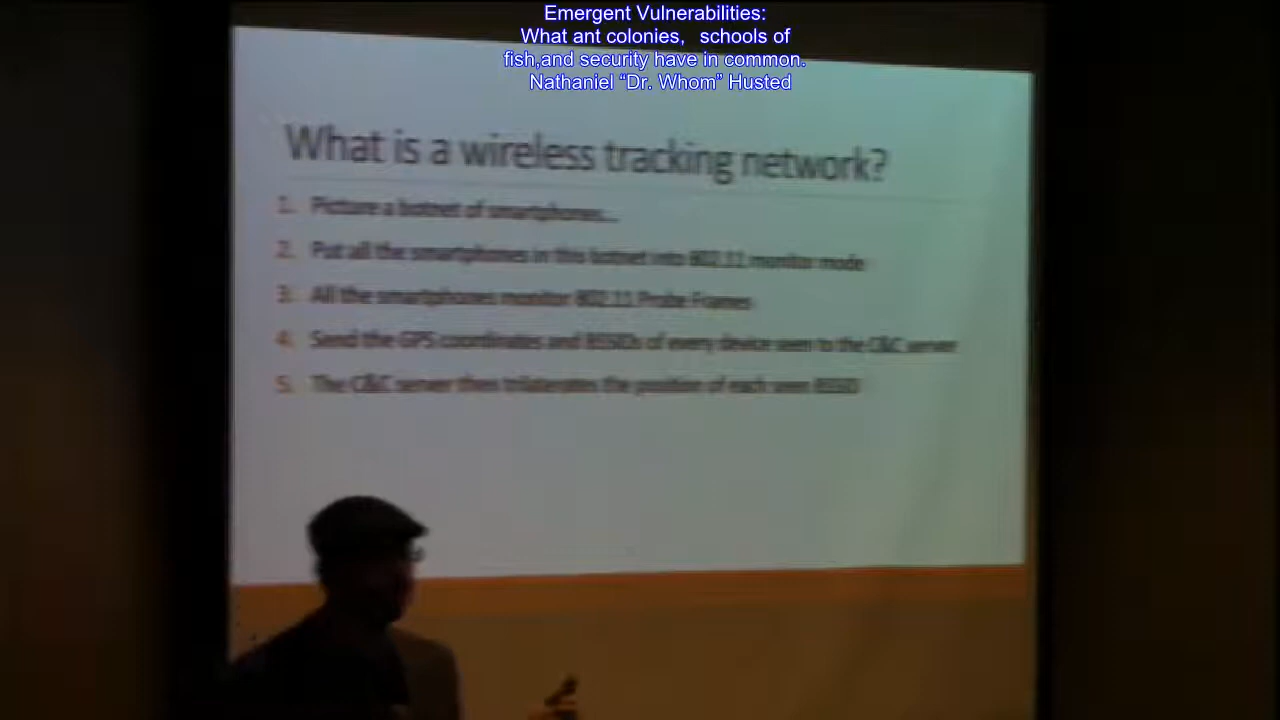 Emergent Vulnerabilities:
What ant colonies, schools of
fish,and security have in common.
Nathaniel “Dr. Whom” Husted
What is a wireless tracking network?
1. Picture a botnet of smartphones...
2. Put all the smartphones in this botnet into 802.11 monitor mode
3. All the smartphones monitor 802.11 Probe Frames
4. Send the GPS coordinates and BSSIDs of every device seen to the C&C server
5. The C&C server then trilaterates the position of each seen BSSID